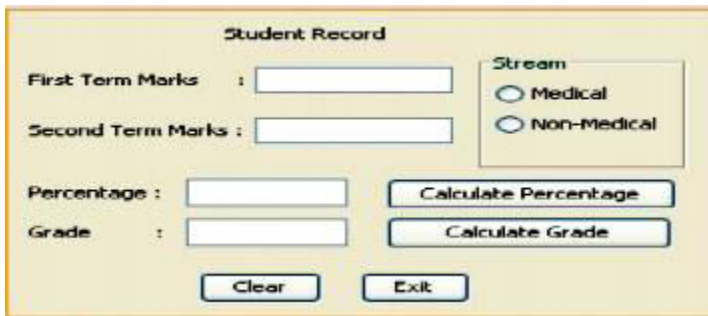 Student Record
First Term Marks :
Stream
Medical
Second Term Marks :
Non-Medical
Percentage :
Calculate Percentage
Grade :
Calculate Grade
Clear
Exit